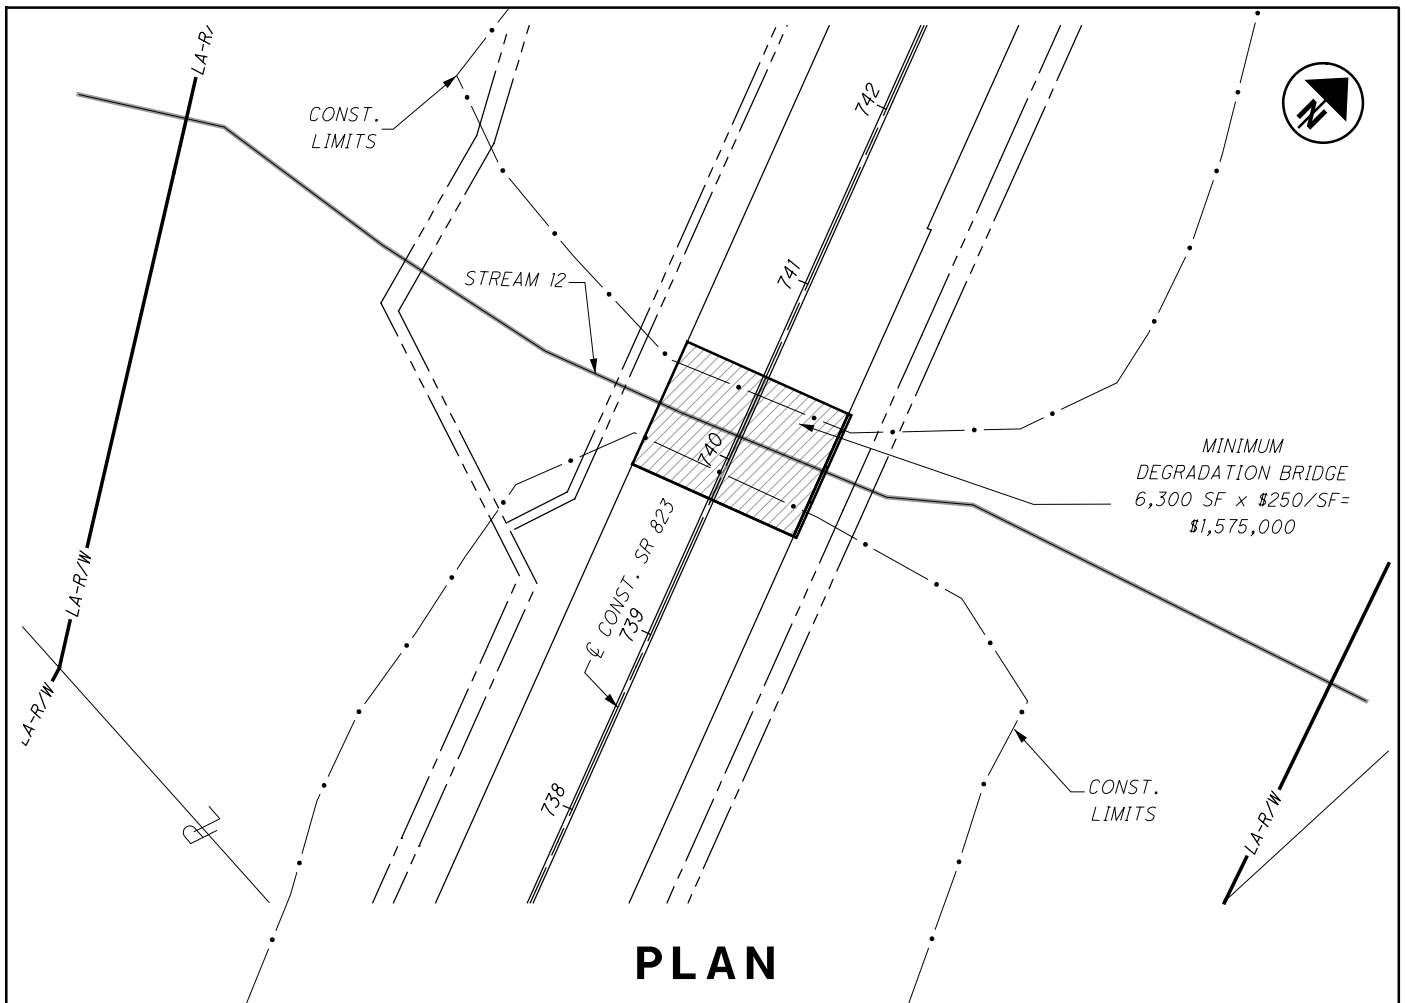 LA-R/
CONST.
LIMITS
742
N
STREAM 12
741
740
MINIMUM
DEGRADATION BRIDGE
6,300 SF x $250/SF=
$1,575,000
℄ CONST. SR 823
739
LA-R/W
LA-R/W
738
PL
CONST.
LIMITS
LA-R/W
PLAN